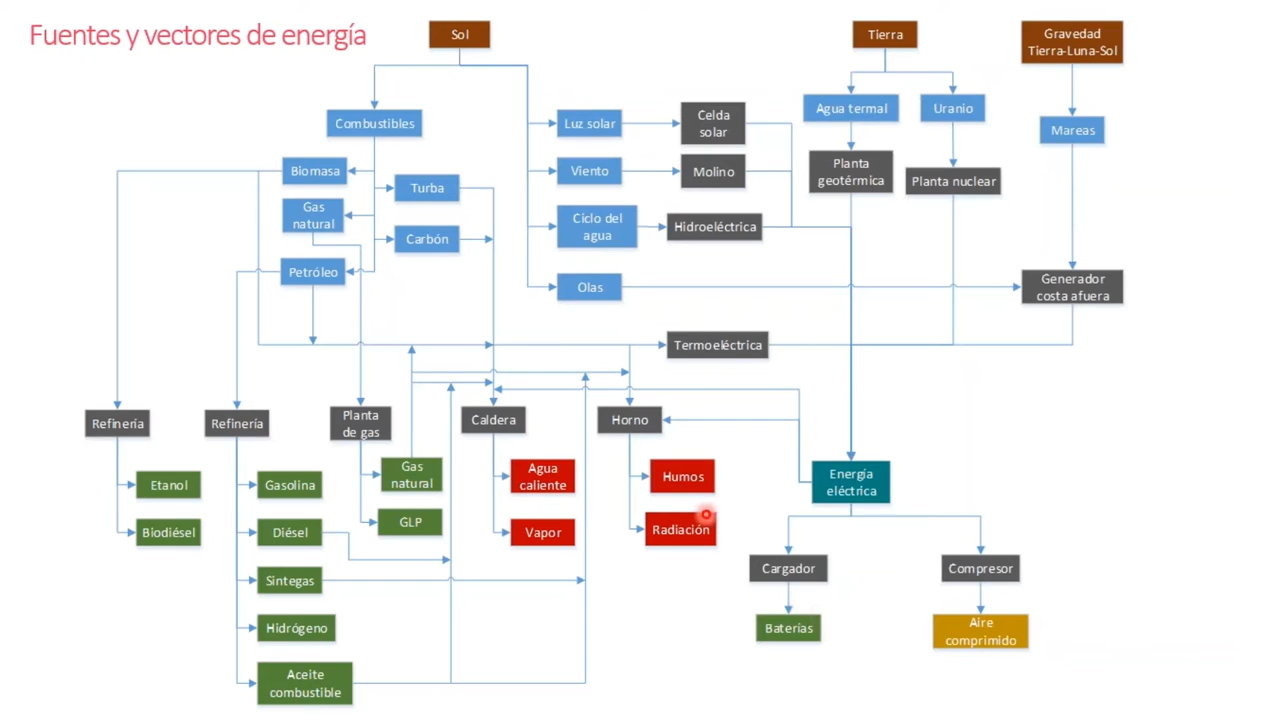 Fuentes y vectores de energía
Sol
Tierra
Gravedad
Tierra-Luna-Sol
Combustibles
Luz solar
Celda
solar
Agua termal
Uranio
Mareas
Biomasa
Turba
Viento
Molino
Planta
geotérmica
Planta nuclear
Gas
natural
Carbón
Ciclo del
agua
Hidroeléctrica
Petróleo
Olas
Generador
costa afuera
Termoeléctrica
Refinería
Refinería
Planta
de gas
Caldera
Horno
Etanol
Gasolina
Gas
natural
Agua
caliente
Humos
Energía
eléctrica
Biodiésel
Diésel
GLP
Vapor
Radiación
Sintegas
Cargador
Compresor
Hidrógeno
Baterías
Aire
comprimido
Aceite
combustible